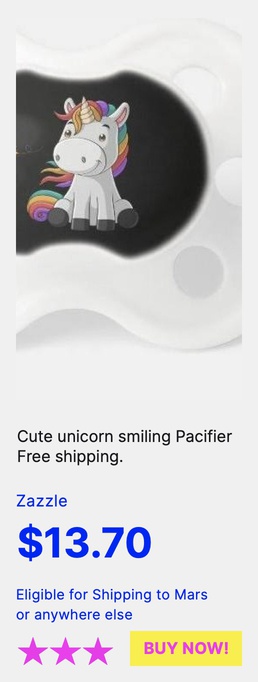 Cute unicorn smiling Pacifier
Free shipping.
Zazzle
$13.70
Eligible for Shipping to Mars
or anywhere else
BUY NOW!